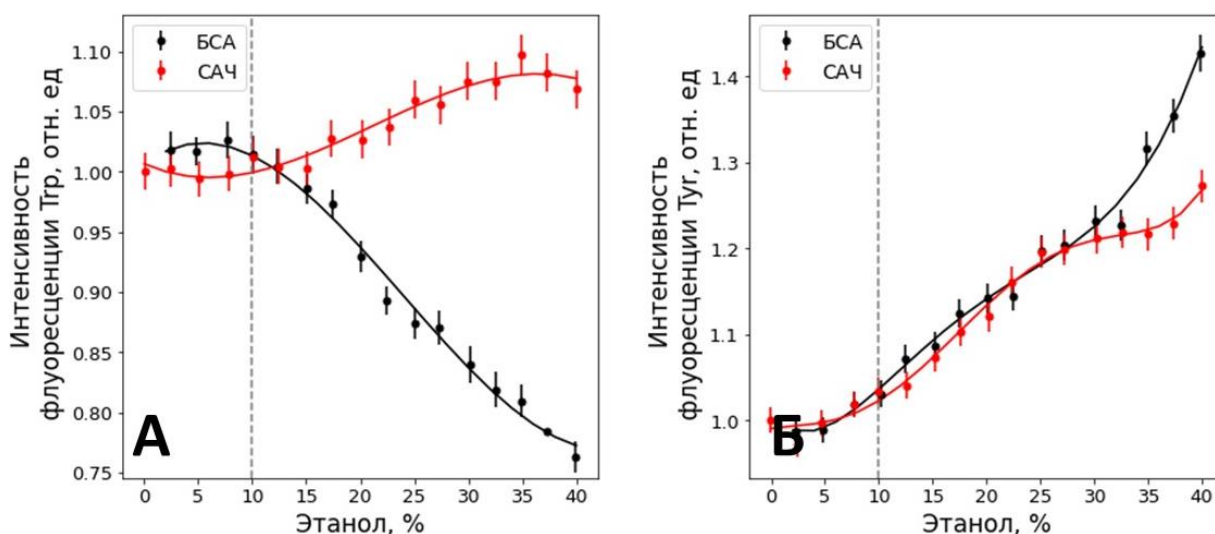 БСА
САЧ
Интенсивность
флуоресценции Trp, отн. ед
1.10
1.05
1.00
0.95
0.90
0.85
0.80
0.75
А
0 5 10 15 20 25 30 35 40
Этанол, %
БСА
САЧ
Интенсивность
флуоресценции Tyr, отн. ед
1.4
1.3
1.2
1.1
1.0
Б
0 5 10 15 20 25 30 35 40
Этанол, %